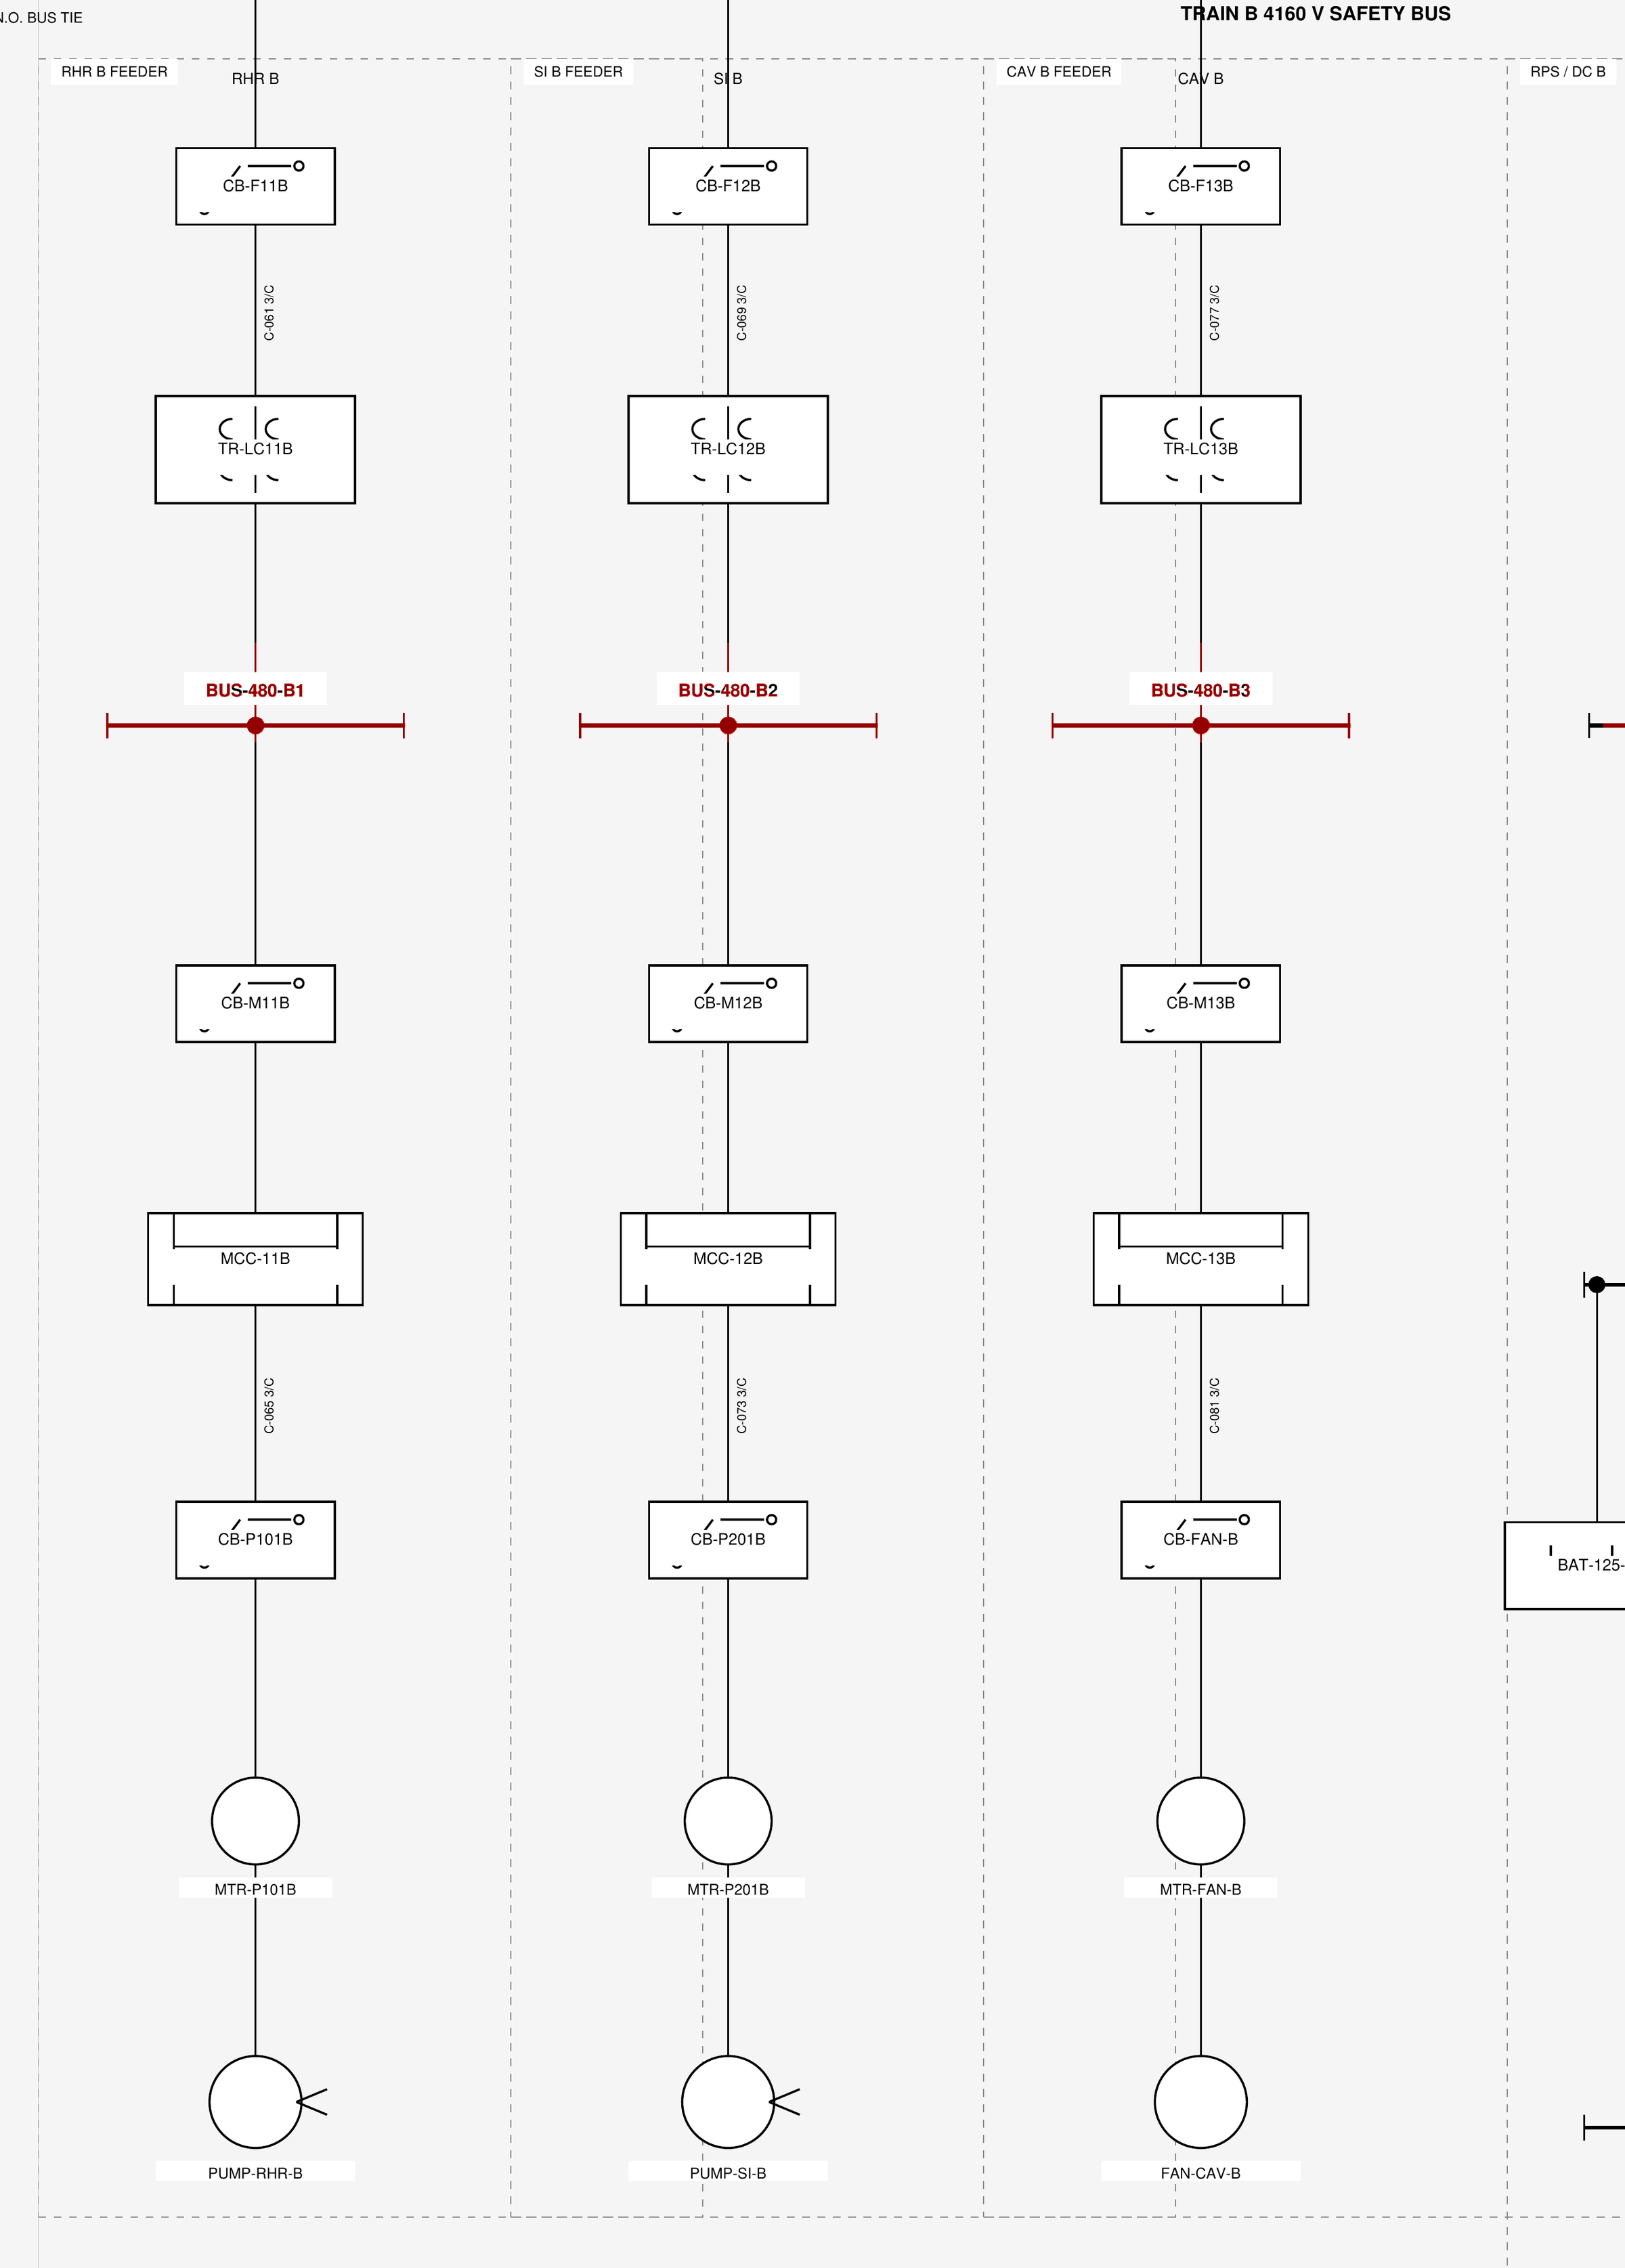 TRAIN B 4160 V SAFETY BUS
BUS TIE
RHR B FEEDER
RHR B
SI B FEEDER
SI B
CAV B FEEDER
CAV B
RPS / DC B
CB-F11B
CB-F12B
CB-F13B
C-061 3/C
C-069 3/C
C-077 3/C
TR-LC11B
TR-LC12B
TR-LC13B
BUS-480-B1
BUS-480-B2
BUS-480-B3
CB-M11B
CB-M12B
CB-M13B
MCC-11B
MCC-12B
MCC-13B
C-065 3/C
C-073 3/C
C-081 3/C
CB-P101B
CB-P201B
CB-FAN-B
BAT-125-
MTR-P101B
MTR-P201B
MTR-FAN-B
PUMP-RHR-B
PUMP-SI-B
FAN-CAV-B